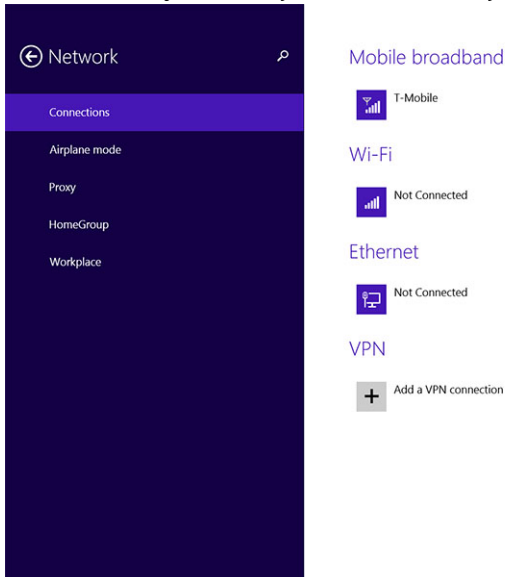 Network
Connections
Airplane mode
Proxy
HomeGroup
Workplace
Mobile broadband
T-Mobile
Wi-Fi
Not Connected
Ethernet
Not Connected
VPN
Add a VPN connection